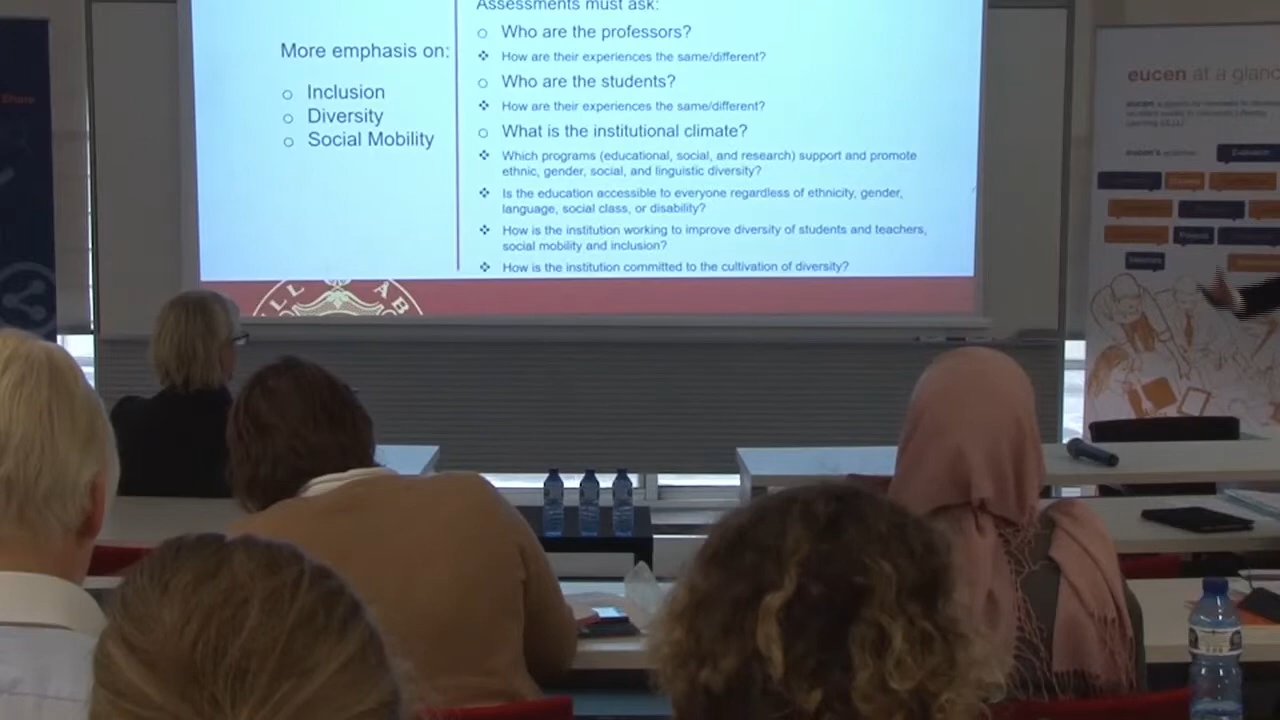 More emphasis on:
o Inclusion
o Diversity
o Social Mobility
Assessments must ask:
o Who are the professors?
❖ How are their experiences the same/different?
o Who are the students?
❖ How are their experiences the same/different?
o What is the institutional climate?
❖ Which programs (educational, social, and research) support and promote
ethnic, gender, social, and linguistic diversity?
❖ Is the education accessible to everyone regardless of ethnicity, gender,
language, social class, or disability?
❖ How is the institution working to improve diversity of students and teachers,
social mobility and inclusion?
❖ How is the institution committed to the cultivation of diversity?
Share
eucen at a glanc